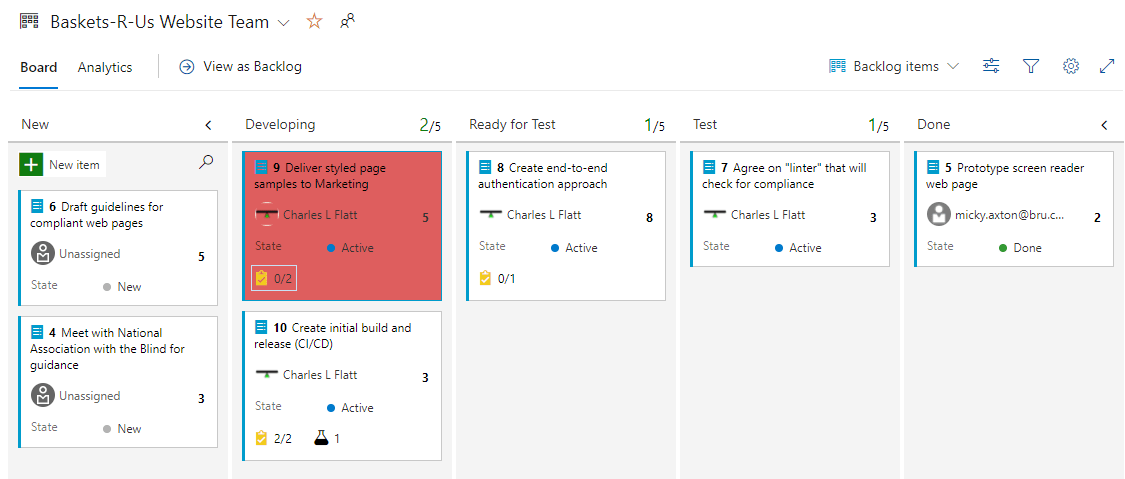 Baskets-R-Us Website Team
Board
Analytics
View as Backlog
Backlog items
New
Developing
2/5
Ready for Test
1/5
Test
1/5
Done
New item
6 Draft guidelines for
compliant web pages
Unassigned
5
State
New
4 Meet with National
Association with the Blind for
guidance
Unassigned
3
State
New
9 Deliver styled page
samples to Marketing
Charles L Flatt
5
State
Active
0/2
10 Create initial build and
release (CI/CD)
Charles L Flatt
3
State
Active
2/2
1
8 Create end-to-end
authentication approach
Charles L Flatt
8
State
Active
0/1
7 Agree on "linter" that will
check for compliance
Charles L Flatt
3
State
Active
5 Prototype screen reader
web page
micky.axton@bru.c...
2
State
Done